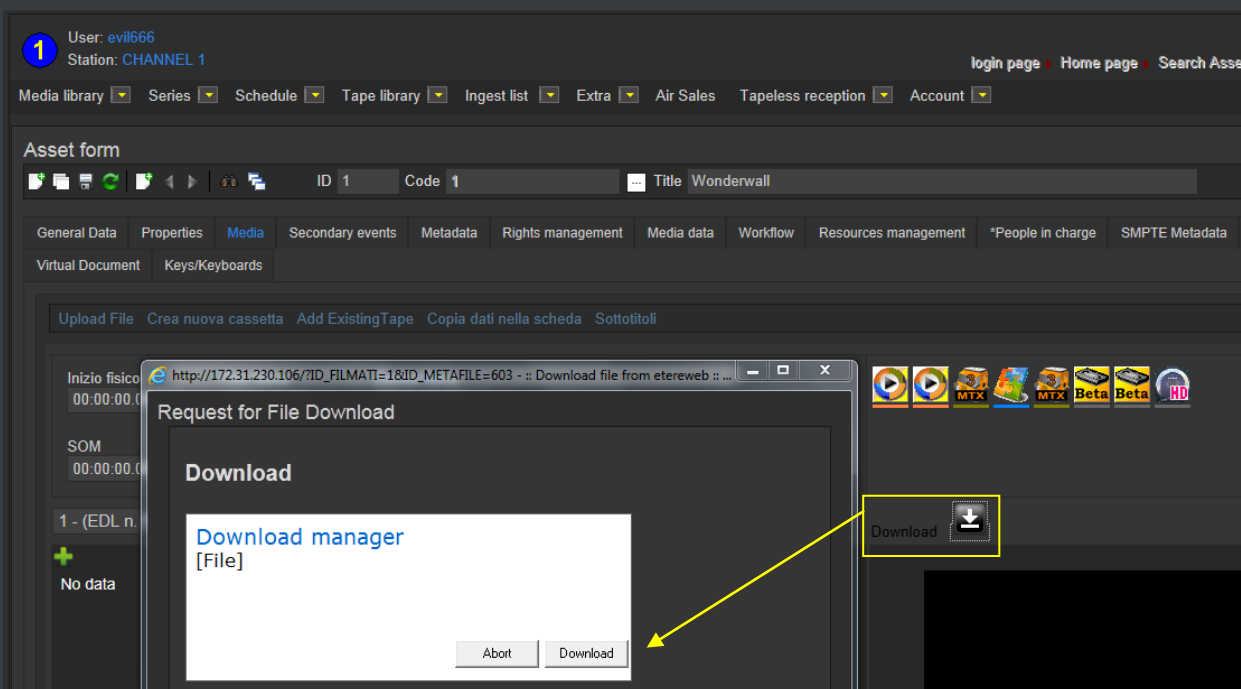 1
User: evil666
Station: CHANNEL 1
login page Home page Search Asse
Media library Series Schedule Tape library Ingest list Extra Air Sales Tapeless reception Account
Asset form
ID 1 Code 1 ... Title Wonderwall
General Data Properties Media Secondary events Metadata Rights management Media data Workflow Resources management *People in charge SMPTE Metadata
Virtual Document Keys/Keyboards
Upload File Crea nuova cassetta Add ExistingTape Copia dati nella scheda Sottotitoli
Inizio fisico
00:00:00.0
http://172.31.230.106/?ID_FILMATI=1&ID_METAFILE=603 - :: Download file from etereweb :: ...
X
MTX MTX Beta Beta HD
Request for File Download
SOM
00:00:00.0
Download
1 - (EDL n.
Download manager
[File]
Download
No data
Abort Download